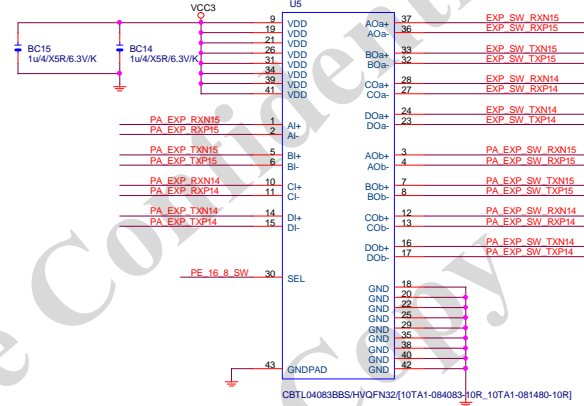 VCC3
U5
BC15
1u/4/X5R/6.3V/K
BC14
1u/4/X5R/6.3V/K
9 VDD
19 VDD
21 VDD
26 VDD
31 VDD
34 VDD
39 VDD
41 VDD
PA_EXP_RXN15 1 AI+
PA_EXP_RXP15 2 AI-
PA_EXP_TXN15 5 BI+
PA_EXP_TXP15 6 BI-
PA_EXP_RXN14 10 CI+
PA_EXP_RXP14 11 CI-
PA_EXP_TXN14 14 DI+
PA_EXP_TXP14 15 DI-
PE_16_8_SW 30 SEL
43 GNDPAD
AOa+ 37 EXP_SW_RXN15
AOa- 36 EXP_SW_RXP15
BOa+ 33 EXP_SW_TXN15
BOa- 32 EXP_SW_TXP15
COa+ 28 EXP_SW_RXN14
COa- 27 EXP_SW_RXP14
DOa+ 24 EXP_SW_TXN14
DOa- 23 EXP_SW_TXP14
AOb+ 3 PA_EXP_SW_RXN15
AOb- 4 PA_EXP_SW_RXP15
BOb+ 7 PA_EXP_SW_TXN15
BOb- 8 PA_EXP_SW_TXP15
COb+ 12 PA_EXP_SW_RXN14
COb- 13 PA_EXP_SW_RXP14
DOb+ 16 PA_EXP_SW_TXN14
DOb- 17 PA_EXP_SW_TXP14
GND 18
GND 20
GND 22
GND 25
GND 29
GND 35
GND 38
GND 40
GND 42
CBTL04083BBS/HVQFN32/[10TA1-084083-10R_10TA1-081480-10R]
Copy